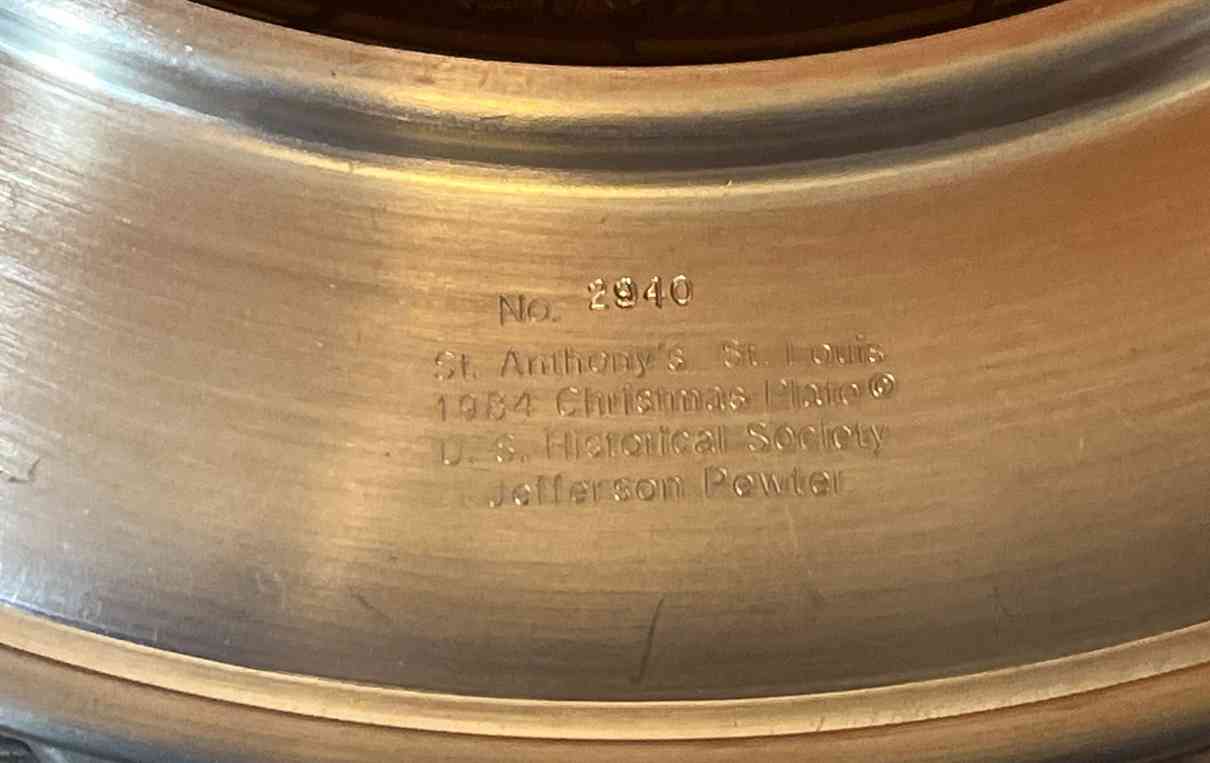 No. 2940
St. Anthony's St. Louis
1984 Christmas Plate©
U. S. Historical Society
Jefferson Pewter